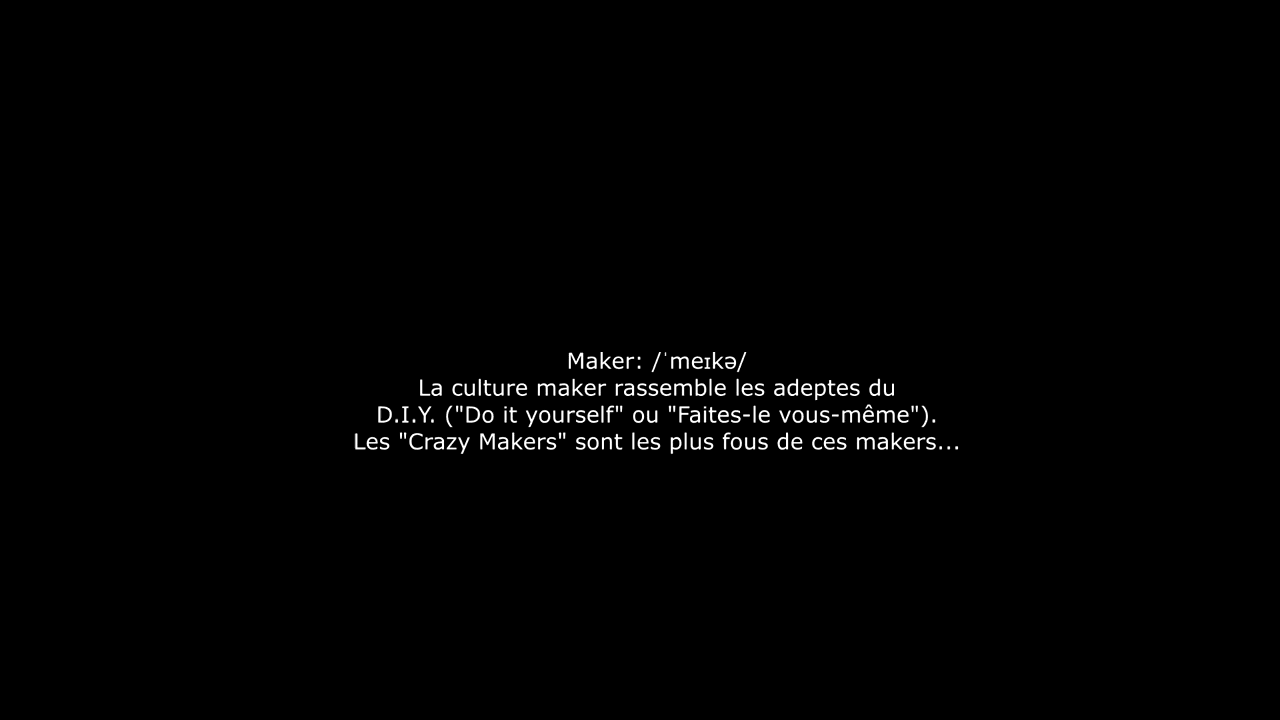 Maker: /ˈmeɪkə/
La culture maker rassemble les adeptes du
D.I.Y. ("Do it yourself" ou "Faites-le vous-même").
Les "Crazy Makers" sont les plus fous de ces makers...